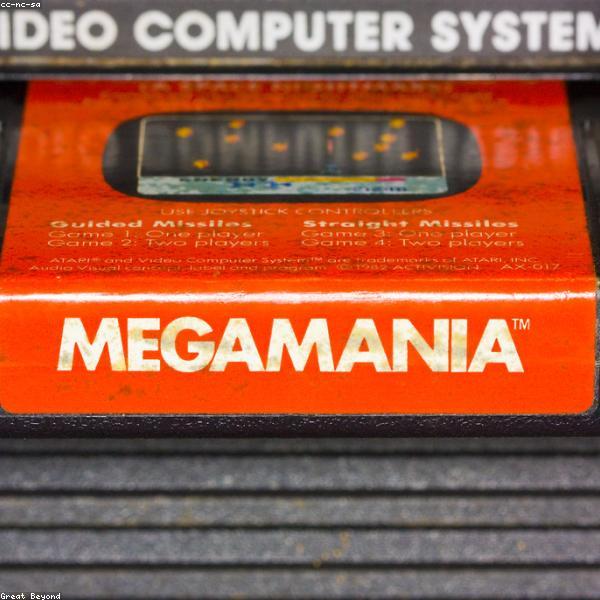 cc-nc-sa
IDEO COMPUTER SYSTEM
USE JOYSTICK CONTROLLERS
Guided Missiles
Game 1: One player
Game 2: Two players
Straight Missiles
Game 3: One player
Game 4: Two players
ATARI® and Video Computer System™ are trademarks of ATARI, INC.
Audio Visual concept, label and program © 1982 ACTIVISION AX-017
MEGAMANIA™
Great Beyond